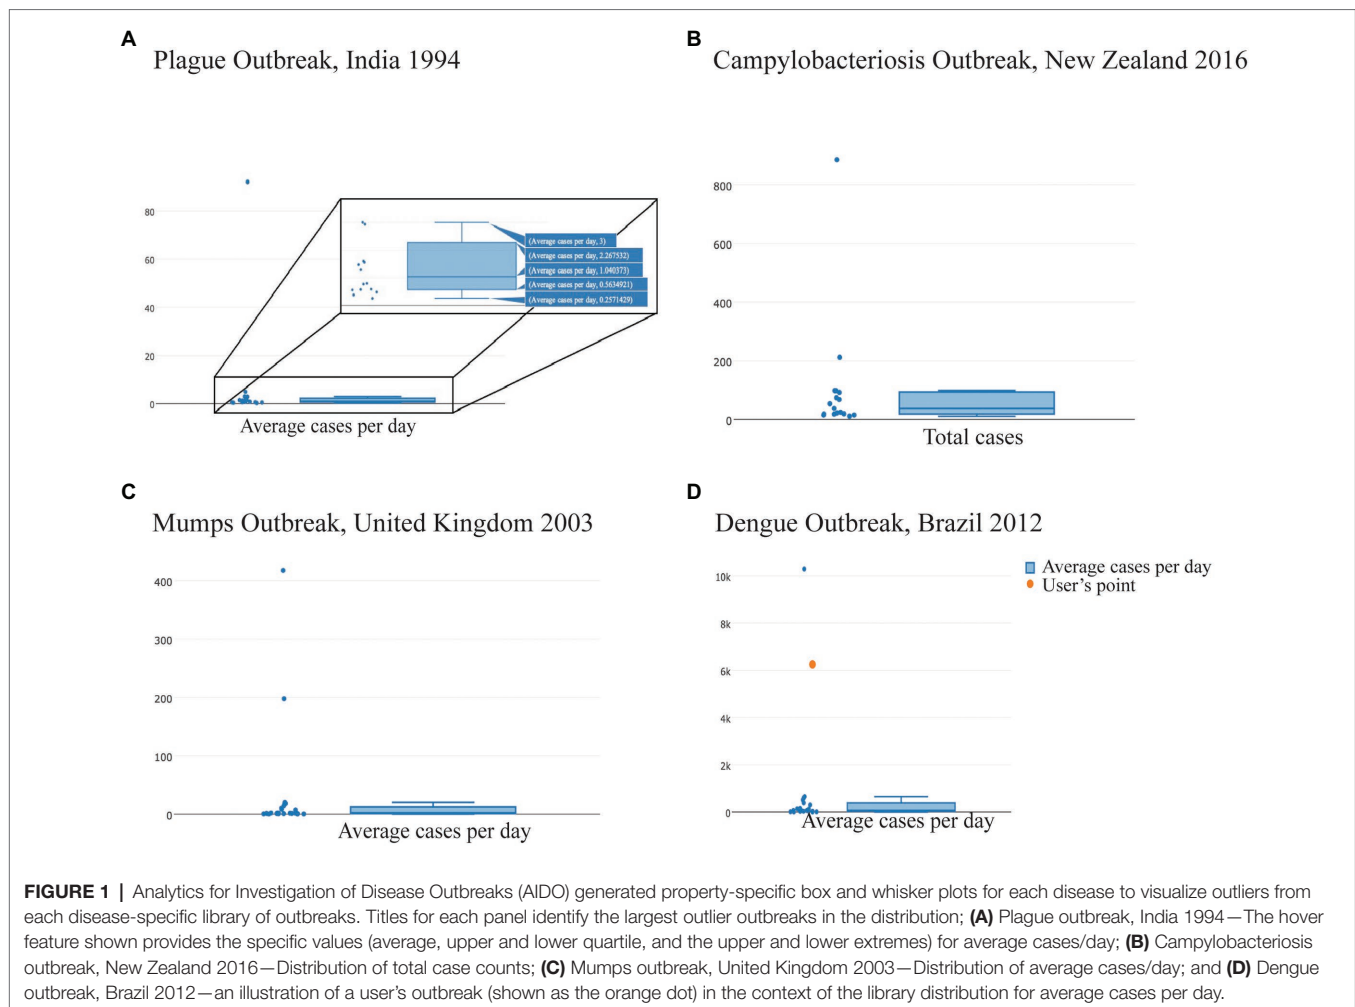 A
Plague Outbreak, India 1994
80
60
40
20
0
(Average cases per day, 3)
(Average cases per day, 2.267532)
(Average cases per day, 1.040373)
(Average cases per day, 0.5634921)
(Average cases per day, 0.2571429)
Average cases per day
B
Campylobacteriosis Outbreak, New Zealand 2016
800
600
400
200
0
Total cases
C
Mumps Outbreak, United Kingdom 2003
400
300
200
100
0
Average cases per day
D
Dengue Outbreak, Brazil 2012
10k
8k
6k
4k
2k
0
Average cases per day
Average cases per day
User's point
FIGURE 1 | Analytics for Investigation of Disease Outbreaks (AIDO) generated property-specific box and whisker plots for each disease to visualize outliers from
each disease-specific library of outbreaks. Titles for each panel identify the largest outlier outbreaks in the distribution; (A) Plague outbreak, India 1994—The hover
feature shown provides the specific values (average, upper and lower quartile, and the upper and lower extremes) for average cases/day; (B) Campylobacteriosis
outbreak, New Zealand 2016—Distribution of total case counts; (C) Mumps outbreak, United Kingdom 2003—Distribution of average cases/day; and (D) Dengue
outbreak, Brazil 2012—an illustration of a user's outbreak (shown as the orange dot) in the context of the library distribution for average cases per day.